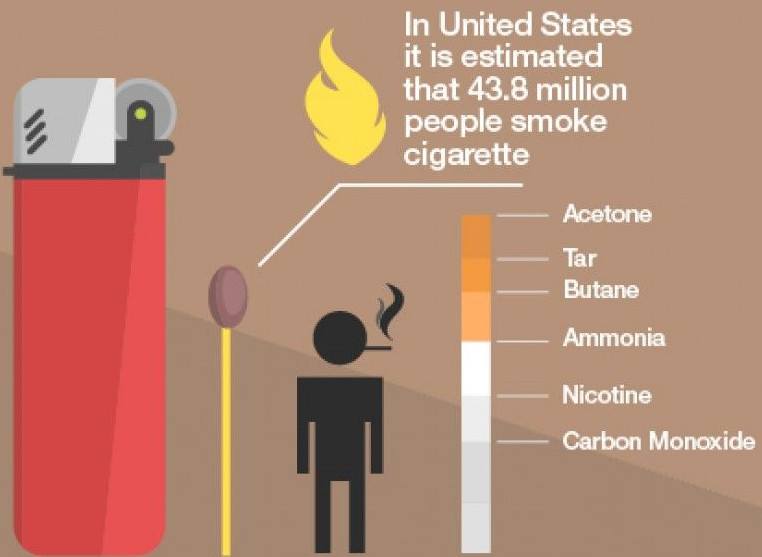 In United States
it is estimated
that 43.8 million
people smoke
cigarette
Acetone
Tar
Butane
Ammonia
Nicotine
Carbon Monoxide